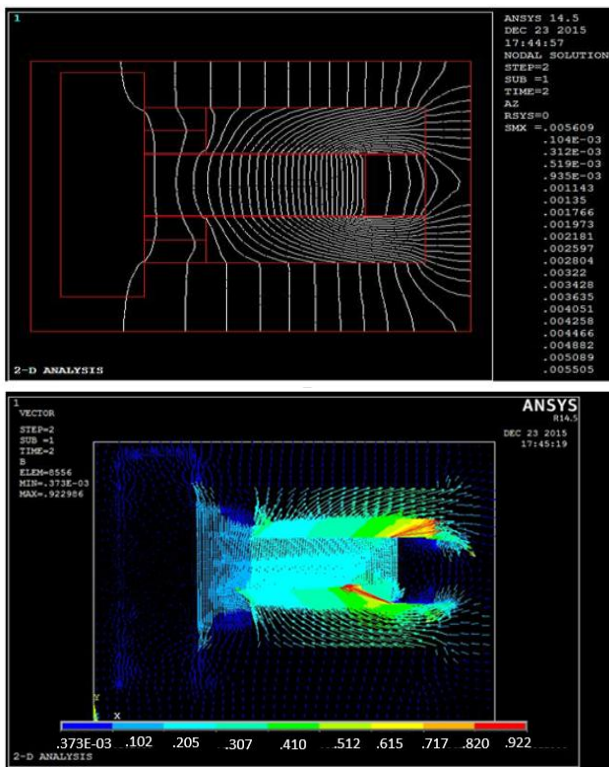 1
ANSYS 14.5
DEC 23 2015
17:44:57
NODAL SOLUTION
STEP=2
SUB =1
TIME=2
AZ
RSYS=0
SMX =.005609
.104E-03
.312E-03
.519E-03
.935E-03
.001143
.00135
.001766
.001973
.002181
.002597
.002804
.00322
.003428
.003635
.004051
.004258
.004466
.004882
.005089
.005505
2-D ANALYSIS
1
VECTOR
STEP=2
SUB =1
TIME=2
B
ELEM=8556
MIN=.373E-03
MAX=.922986
ANSYS
R14.5
DEC 23 2015
17:45:19
Y
X
.373E-03 .102 .205 .307 .410 .512 .615 .717 .820 .922
2-D ANALYSIS